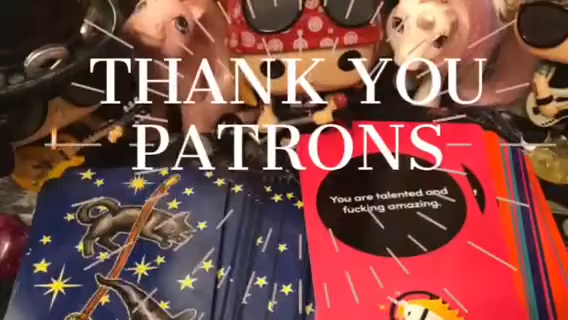 THANK YOU
PATRONS
You are talented and
fucking amazing.